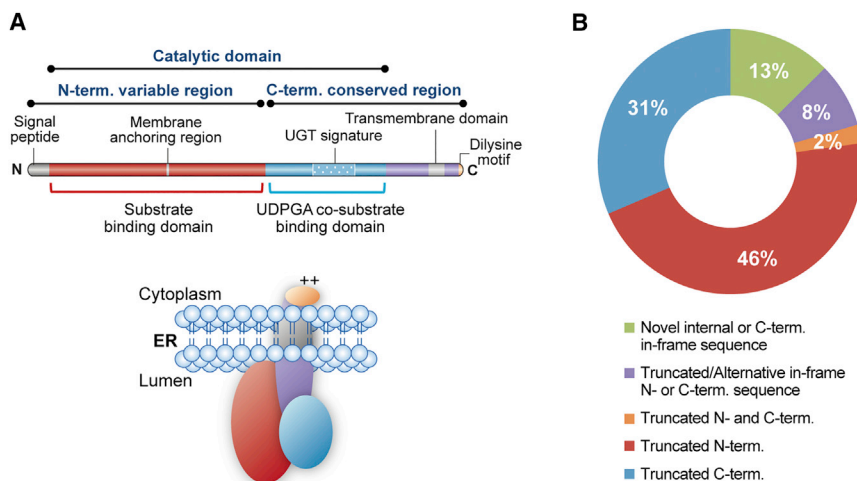 A
Catalytic domain
N-term. variable region
C-term. conserved region
Signal
peptide
Membrane
anchoring region
UGT signature
Transmembrane domain
Dilysine
motif
N
C
Substrate
binding domain
UDPGA co-substrate
binding domain
++
Cytoplasm
ER
Lumen
B
13%
8%
2%
46%
31%
Novel internal or C-term.
in-frame sequence
Truncated/Alternative in-frame
N- or C-term. sequence
Truncated N- and C-term.
Truncated N-term.
Truncated C-term.